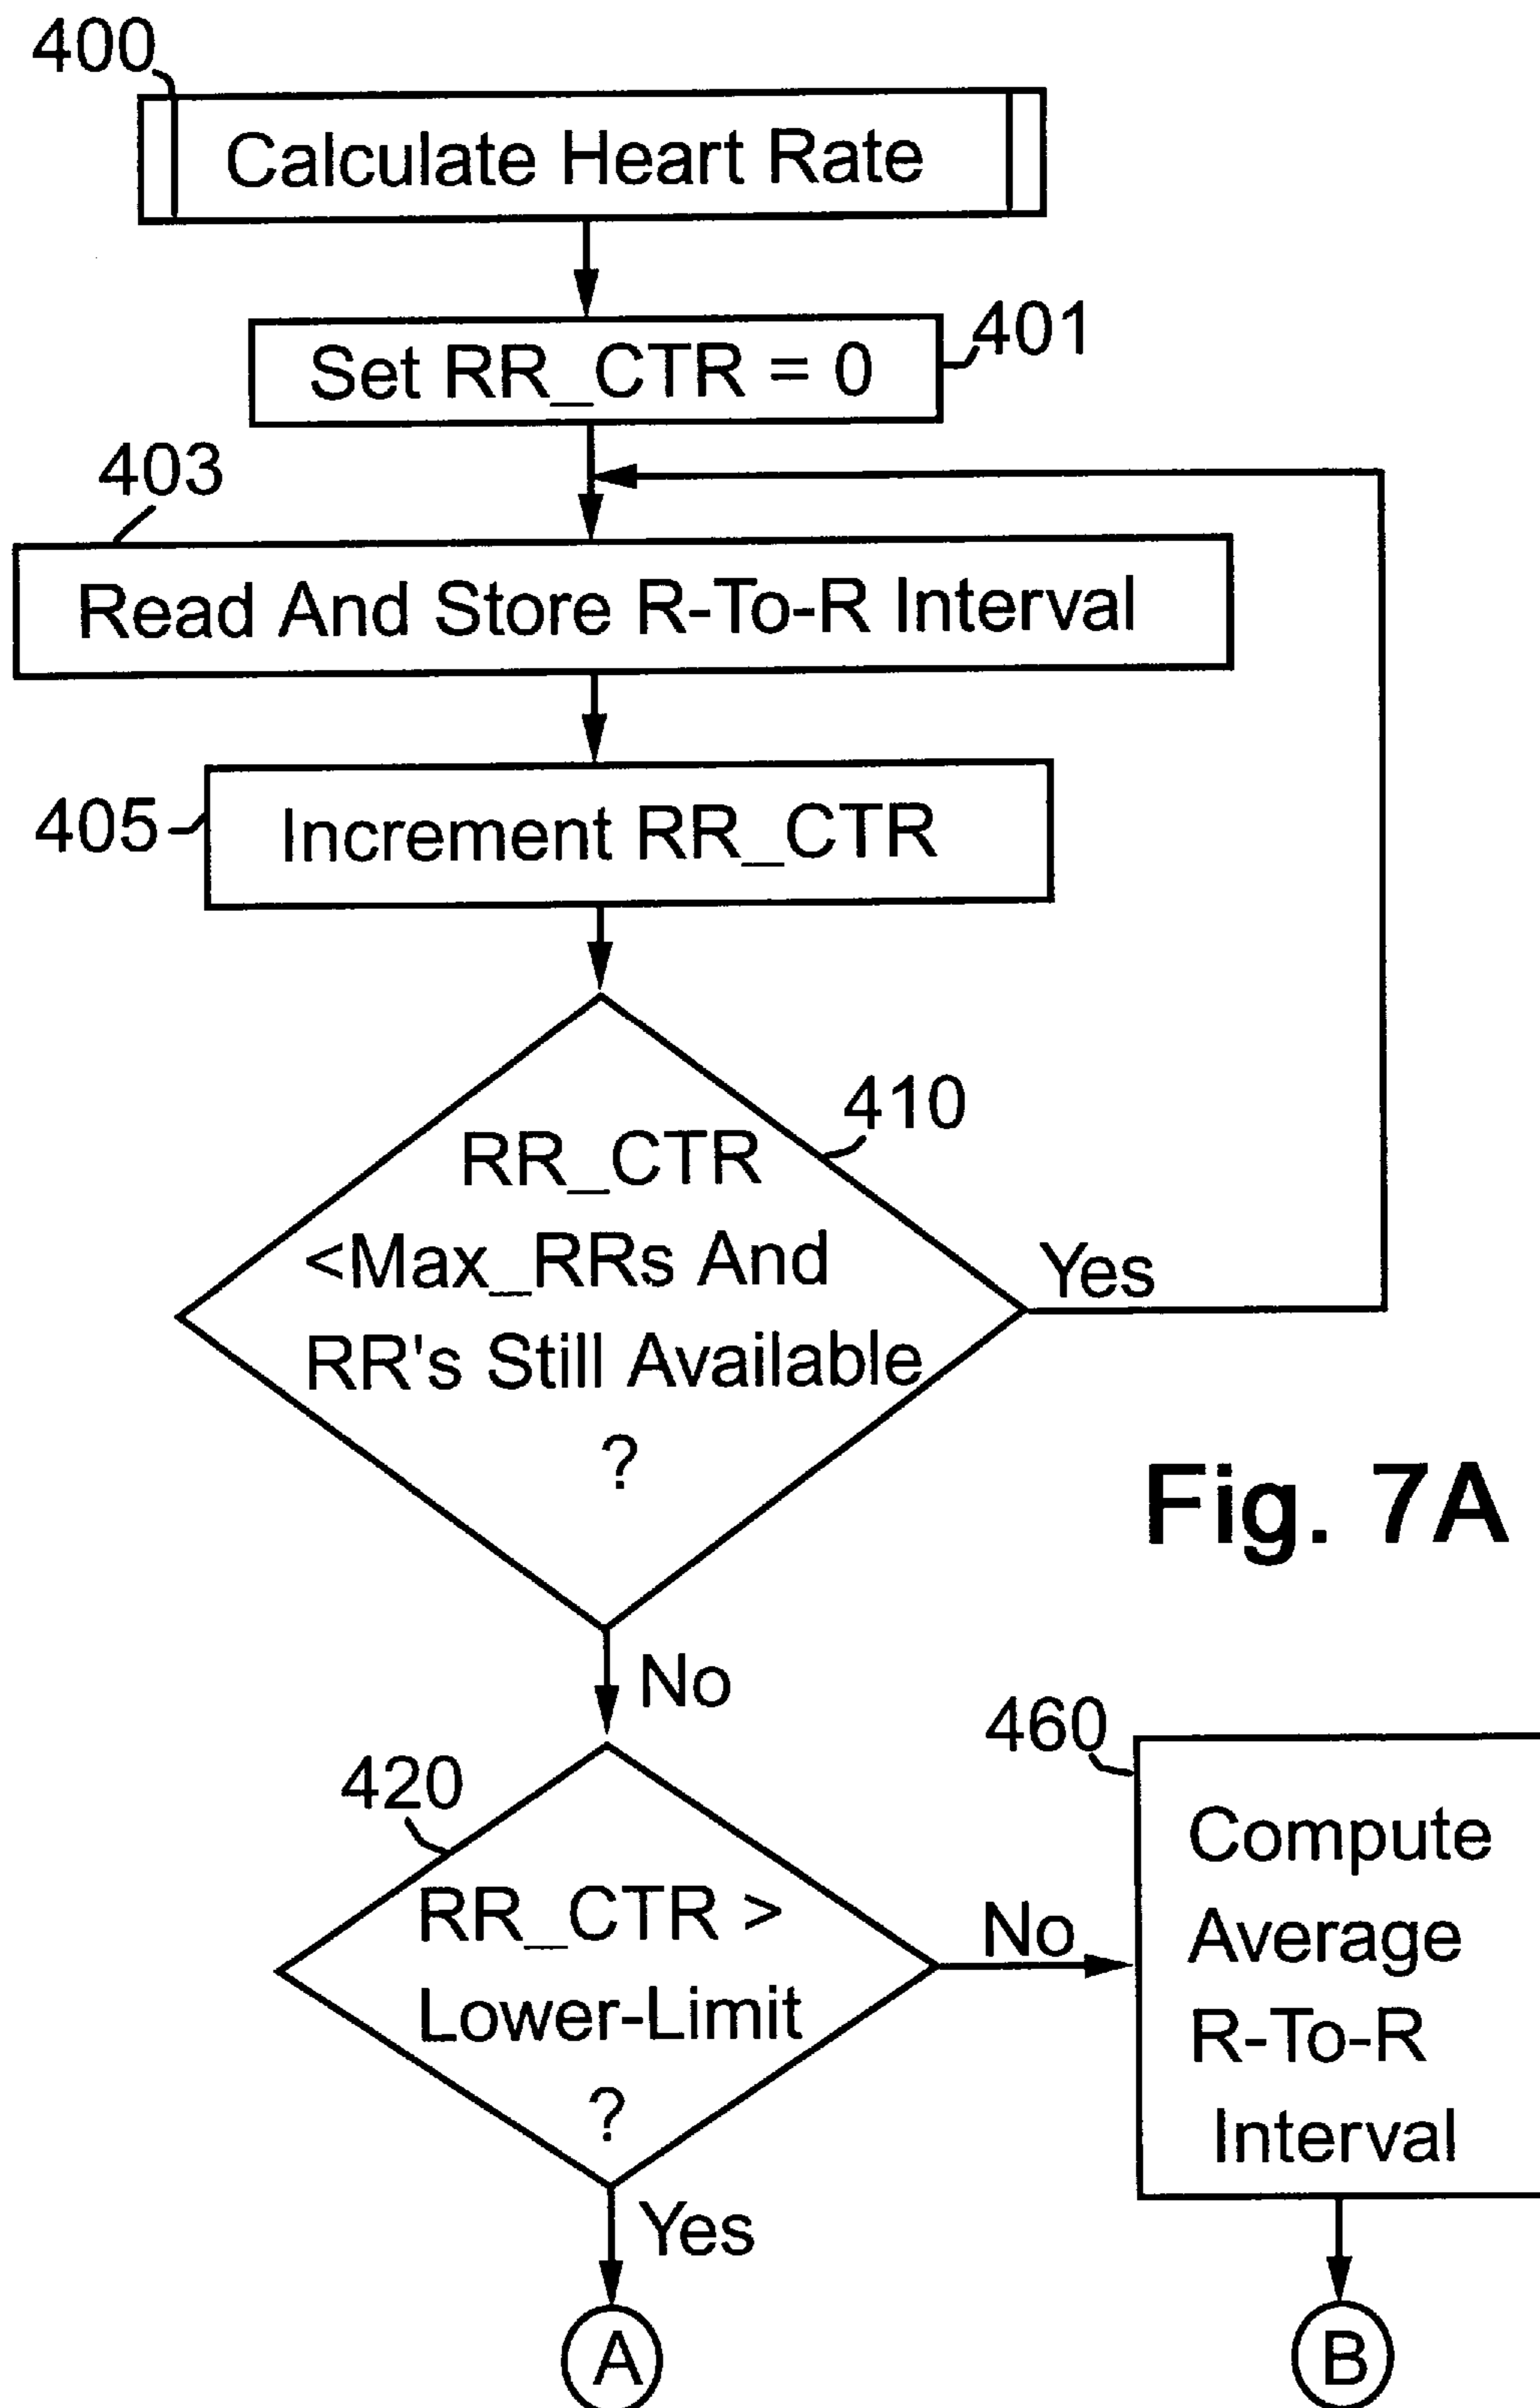 400
Calculate Heart Rate
Set RR_CTR = 0
401
403
Read And Store R-To-R Interval
405
Increment RR_CTR
410
RR_CTR
<Max_RRs And
RR's Still Available
?
Yes
Fig. 7A
No
420
RR_CTR >
Lower-Limit
?
No
460
Compute
Average
R-To-R
Interval
Yes
A
B